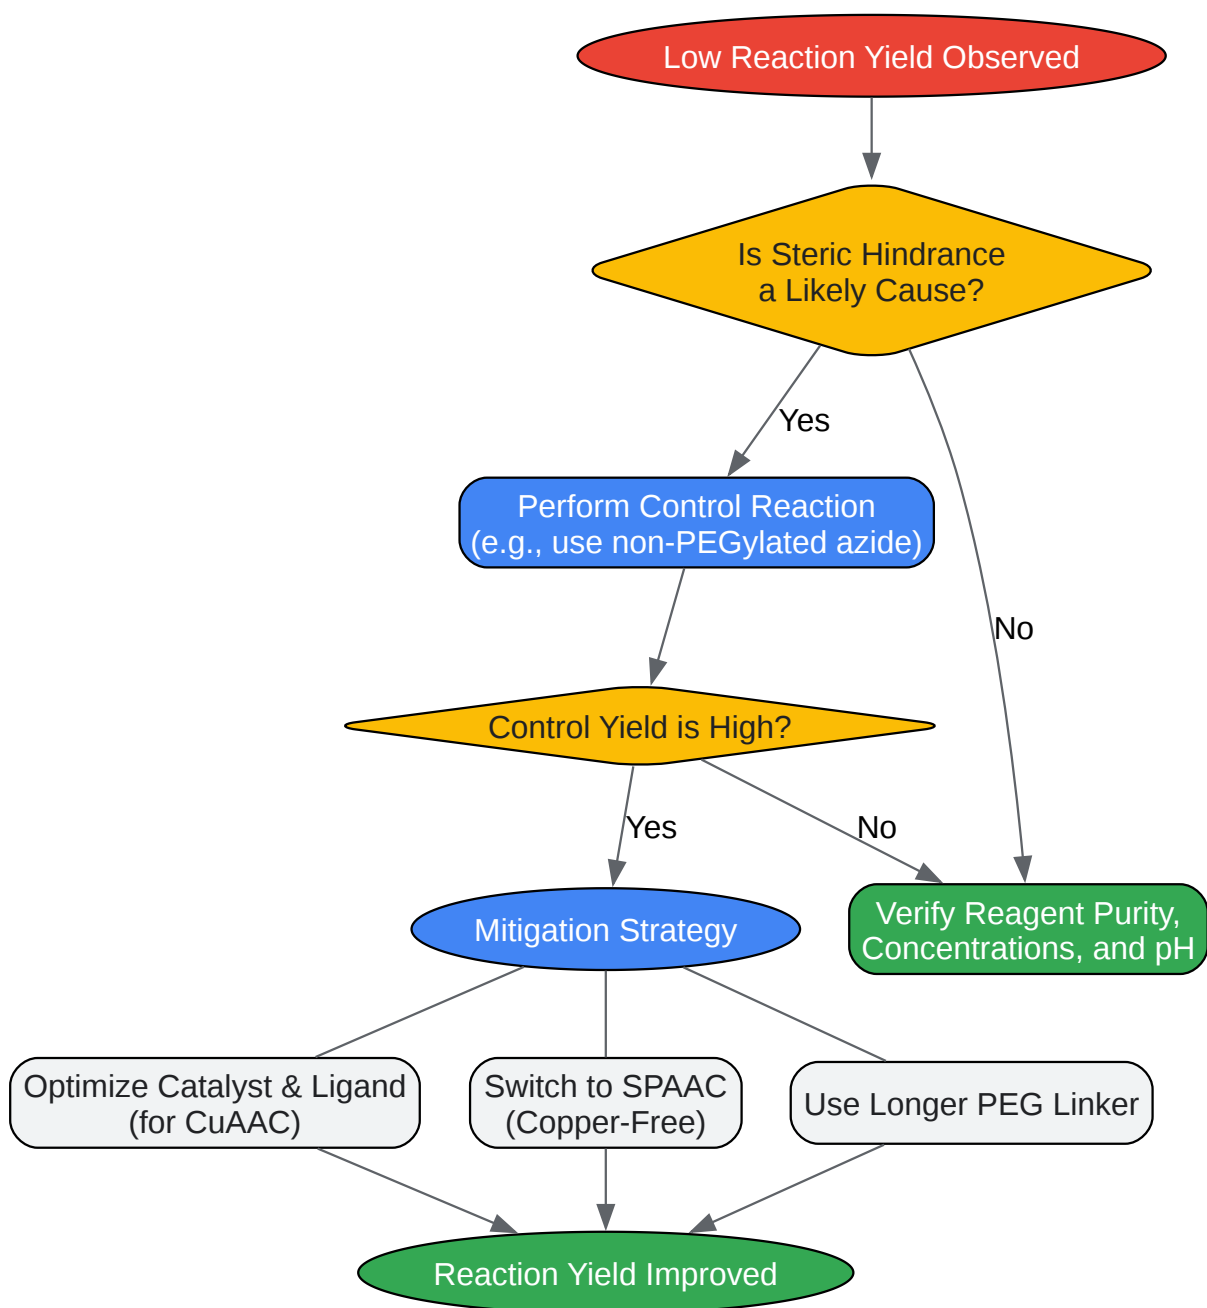 Low Reaction Yield Observed
Is Steric Hindrance
a Likely Cause?
Yes
Perform Control Reaction
(e.g., use non-PEGylated azide)
No
Control Yield is High?
Yes
No
Verify Reagent Purity,
Concentrations, and pH
Mitigation Strategy
Optimize Catalyst & Ligand
(for CuAAC)
Switch to SPAAC
(Copper-Free)
Use Longer PEG Linker
Reaction Yield Improved